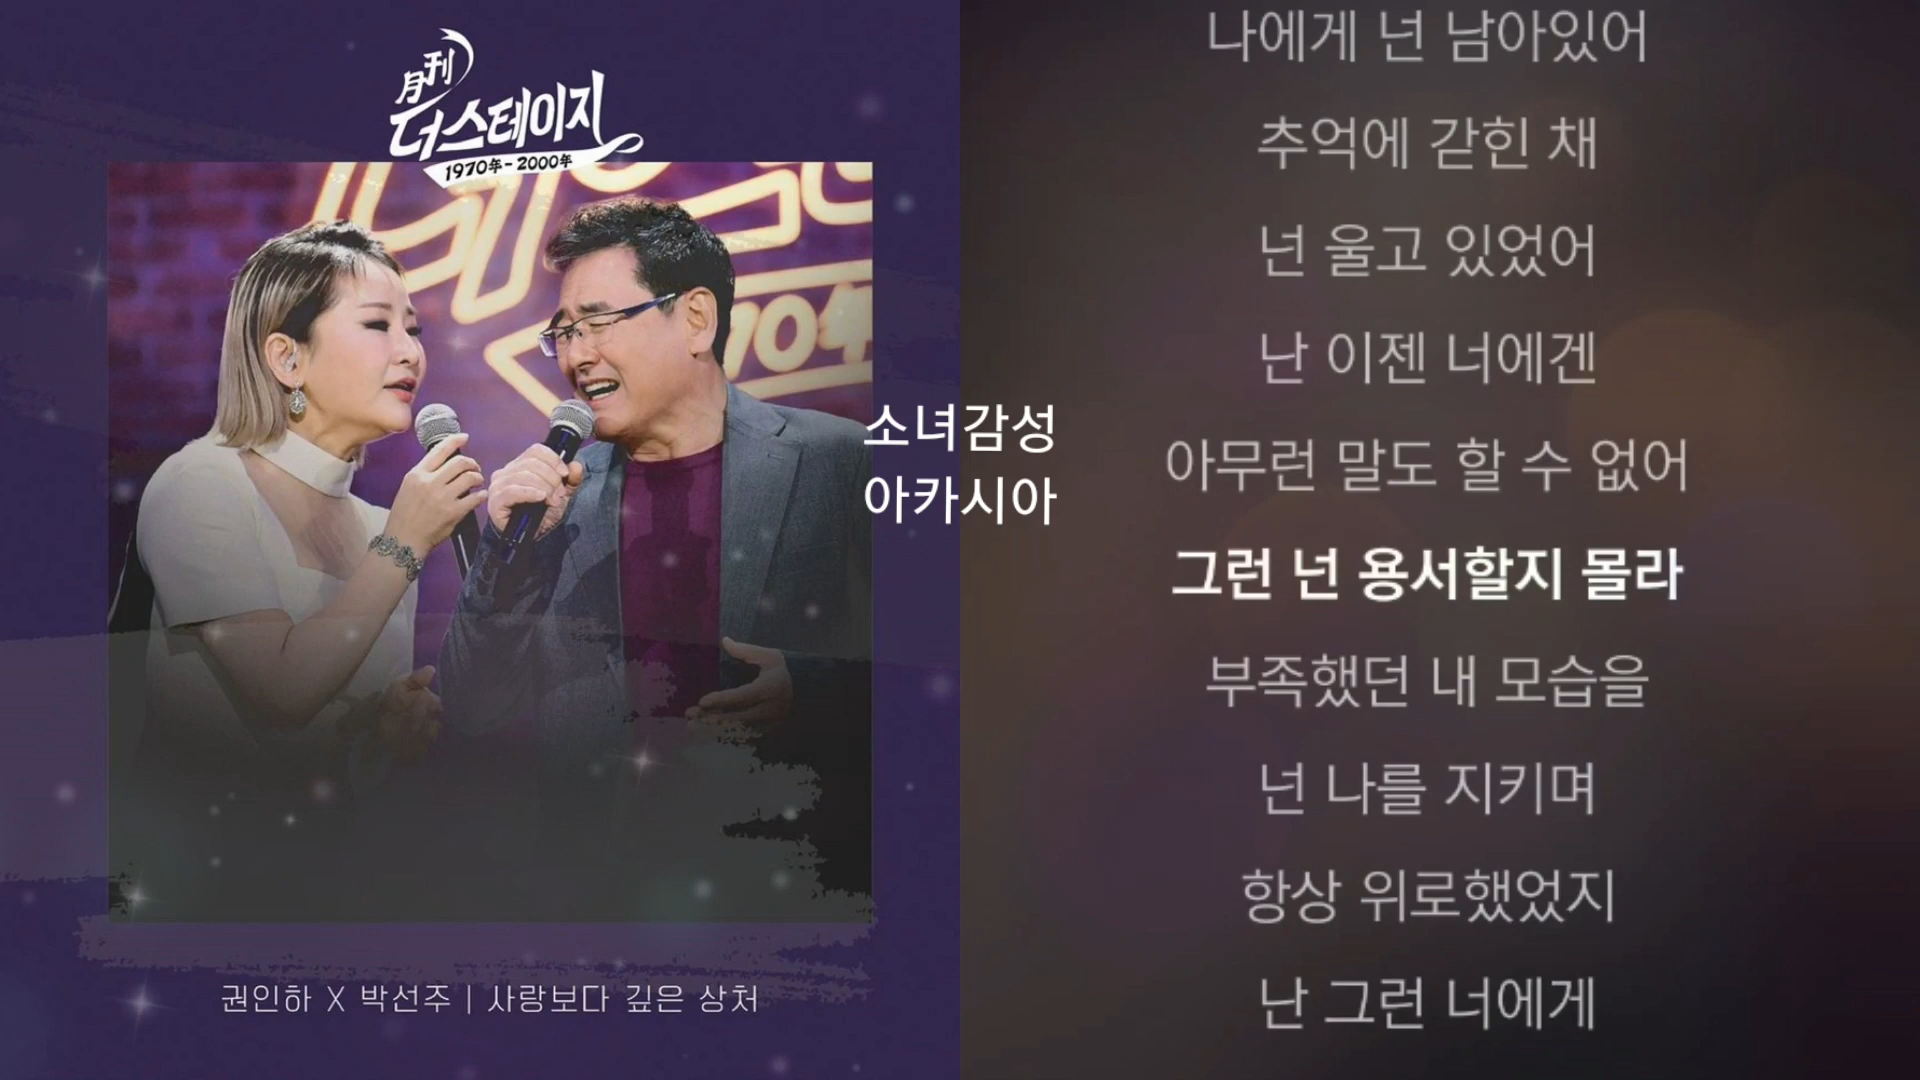 月刊
더스테이지
1970年-2000年
권인하 X 박선주 | 사랑보다 깊은 상처
소녀감성
아카시아
나에게 넌 남아있어
추억에 갇힌 채
넌 울고 있었어
난 이젠 너에겐
아무런 말도 할 수 없어
그런 넌 용서할지 몰라
부족했던 내 모습을
넌 나를 지키며
항상 위로했었지
난 그런 너에게